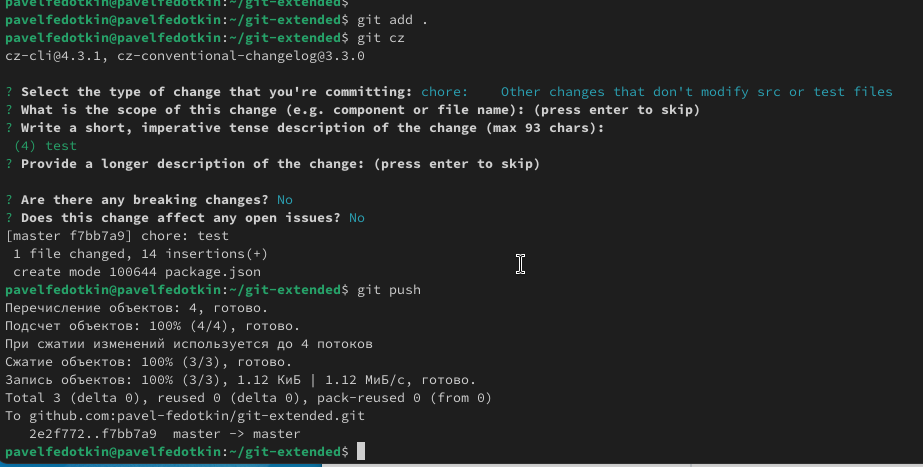 pavelfedotkin@pavelfedotkin:~/git-extended$
pavelfedotkin@pavelfedotkin:~/git-extended$ git add .
pavelfedotkin@pavelfedotkin:~/git-extended$ git cz
cz-cli@4.3.1, cz-conventional-changelog@3.3.0
? Select the type of change that you're committing: chore:    Other changes that don't modify src or test files
? What is the scope of this change (e.g. component or file name): (press enter to skip)
? Write a short, imperative tense description of the change (max 93 chars):
 (4) test
? Provide a longer description of the change: (press enter to skip)
? Are there any breaking changes? No
? Does this change affect any open issues? No
[master f7bb7a9] chore: test
 1 file changed, 14 insertions(+)
 create mode 100644 package.json
pavelfedotkin@pavelfedotkin:~/git-extended$ git push
Перечисление объектов: 4, готово.
Подсчет объектов: 100% (4/4), готово.
При сжатии изменений используется до 4 потоков
Сжатие объектов: 100% (3/3), готово.
Запись объектов: 100% (3/3), 1.12 КиБ | 1.12 МиБ/с, готово.
Total 3 (delta 0), reused 0 (delta 0), pack-reused 0 (from 0)
To github.com:pavel-fedotkin/git-extended.git
   2e2f772..f7bb7a9  master -> master
pavelfedotkin@pavelfedotkin:~/git-extended$